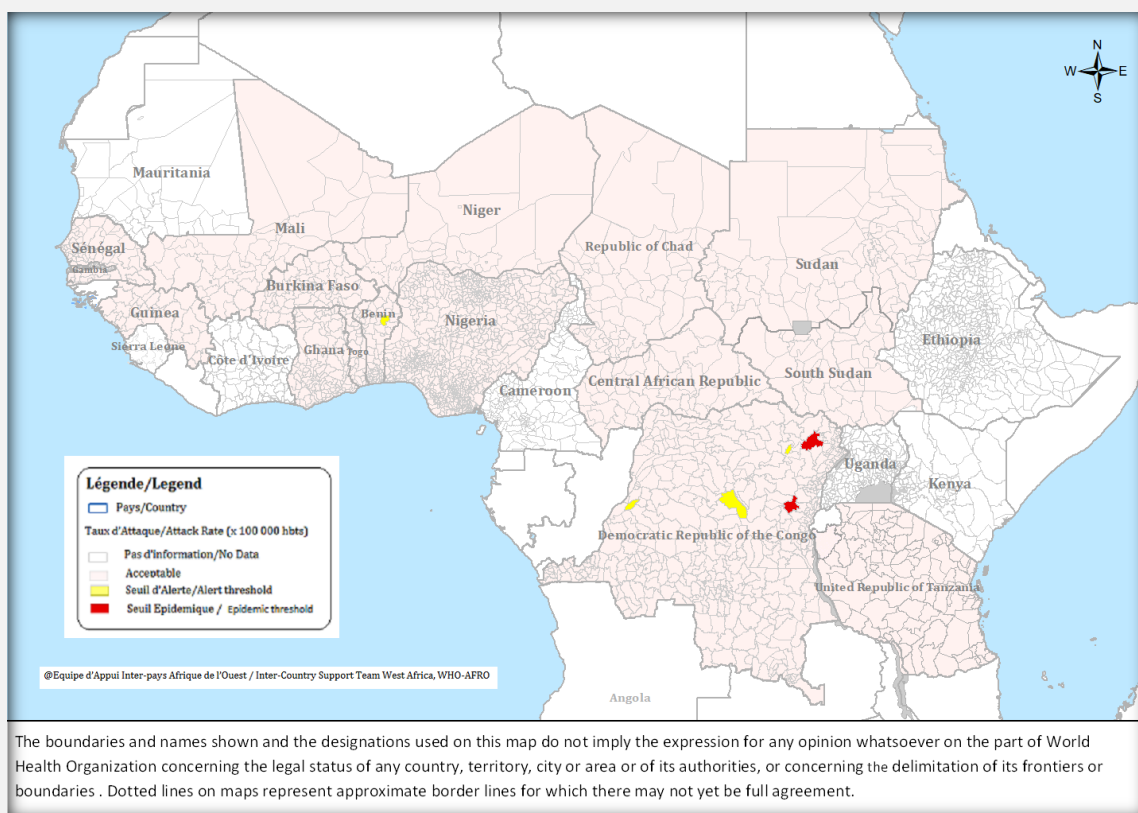 N
W E
S
Mauritania
Mali
Niger
Republic of Chad
Sudan
Sénégal
Gambia
Burkina Faso
Guinea
Benin
Nigeria
Sierra Leone
Côte d'Ivoire
Ghana
Togo
Cameroon
Central African Republic
South Sudan
Ethiopia
Uganda
Kenya
Democratic Republic of the Congo
United Republic of Tanzania
Angola
Légende/Legend
Pays/Country
Taux d'Attaque/Attack Rate (x 100 000 hbts)
Pas d'information/No Data
Acceptable
Seuil d'Alerte/Alert threshold
Seuil Epidemique / Epidemic threshold
@Equipe d'Appui Inter-pays Afrique de l'Ouest / Inter-Country Support Team West Africa, WHO-AFRO
The boundaries and names shown and the designations used on this map do not imply the expression for any opinion whatsoever on the part of World
Health Organization concerning the legal status of any country, territory, city or area or of its authorities, or concerning the delimitation of its frontiers or
boundaries . Dotted lines on maps represent approximate border lines for which there may not yet be full agreement.